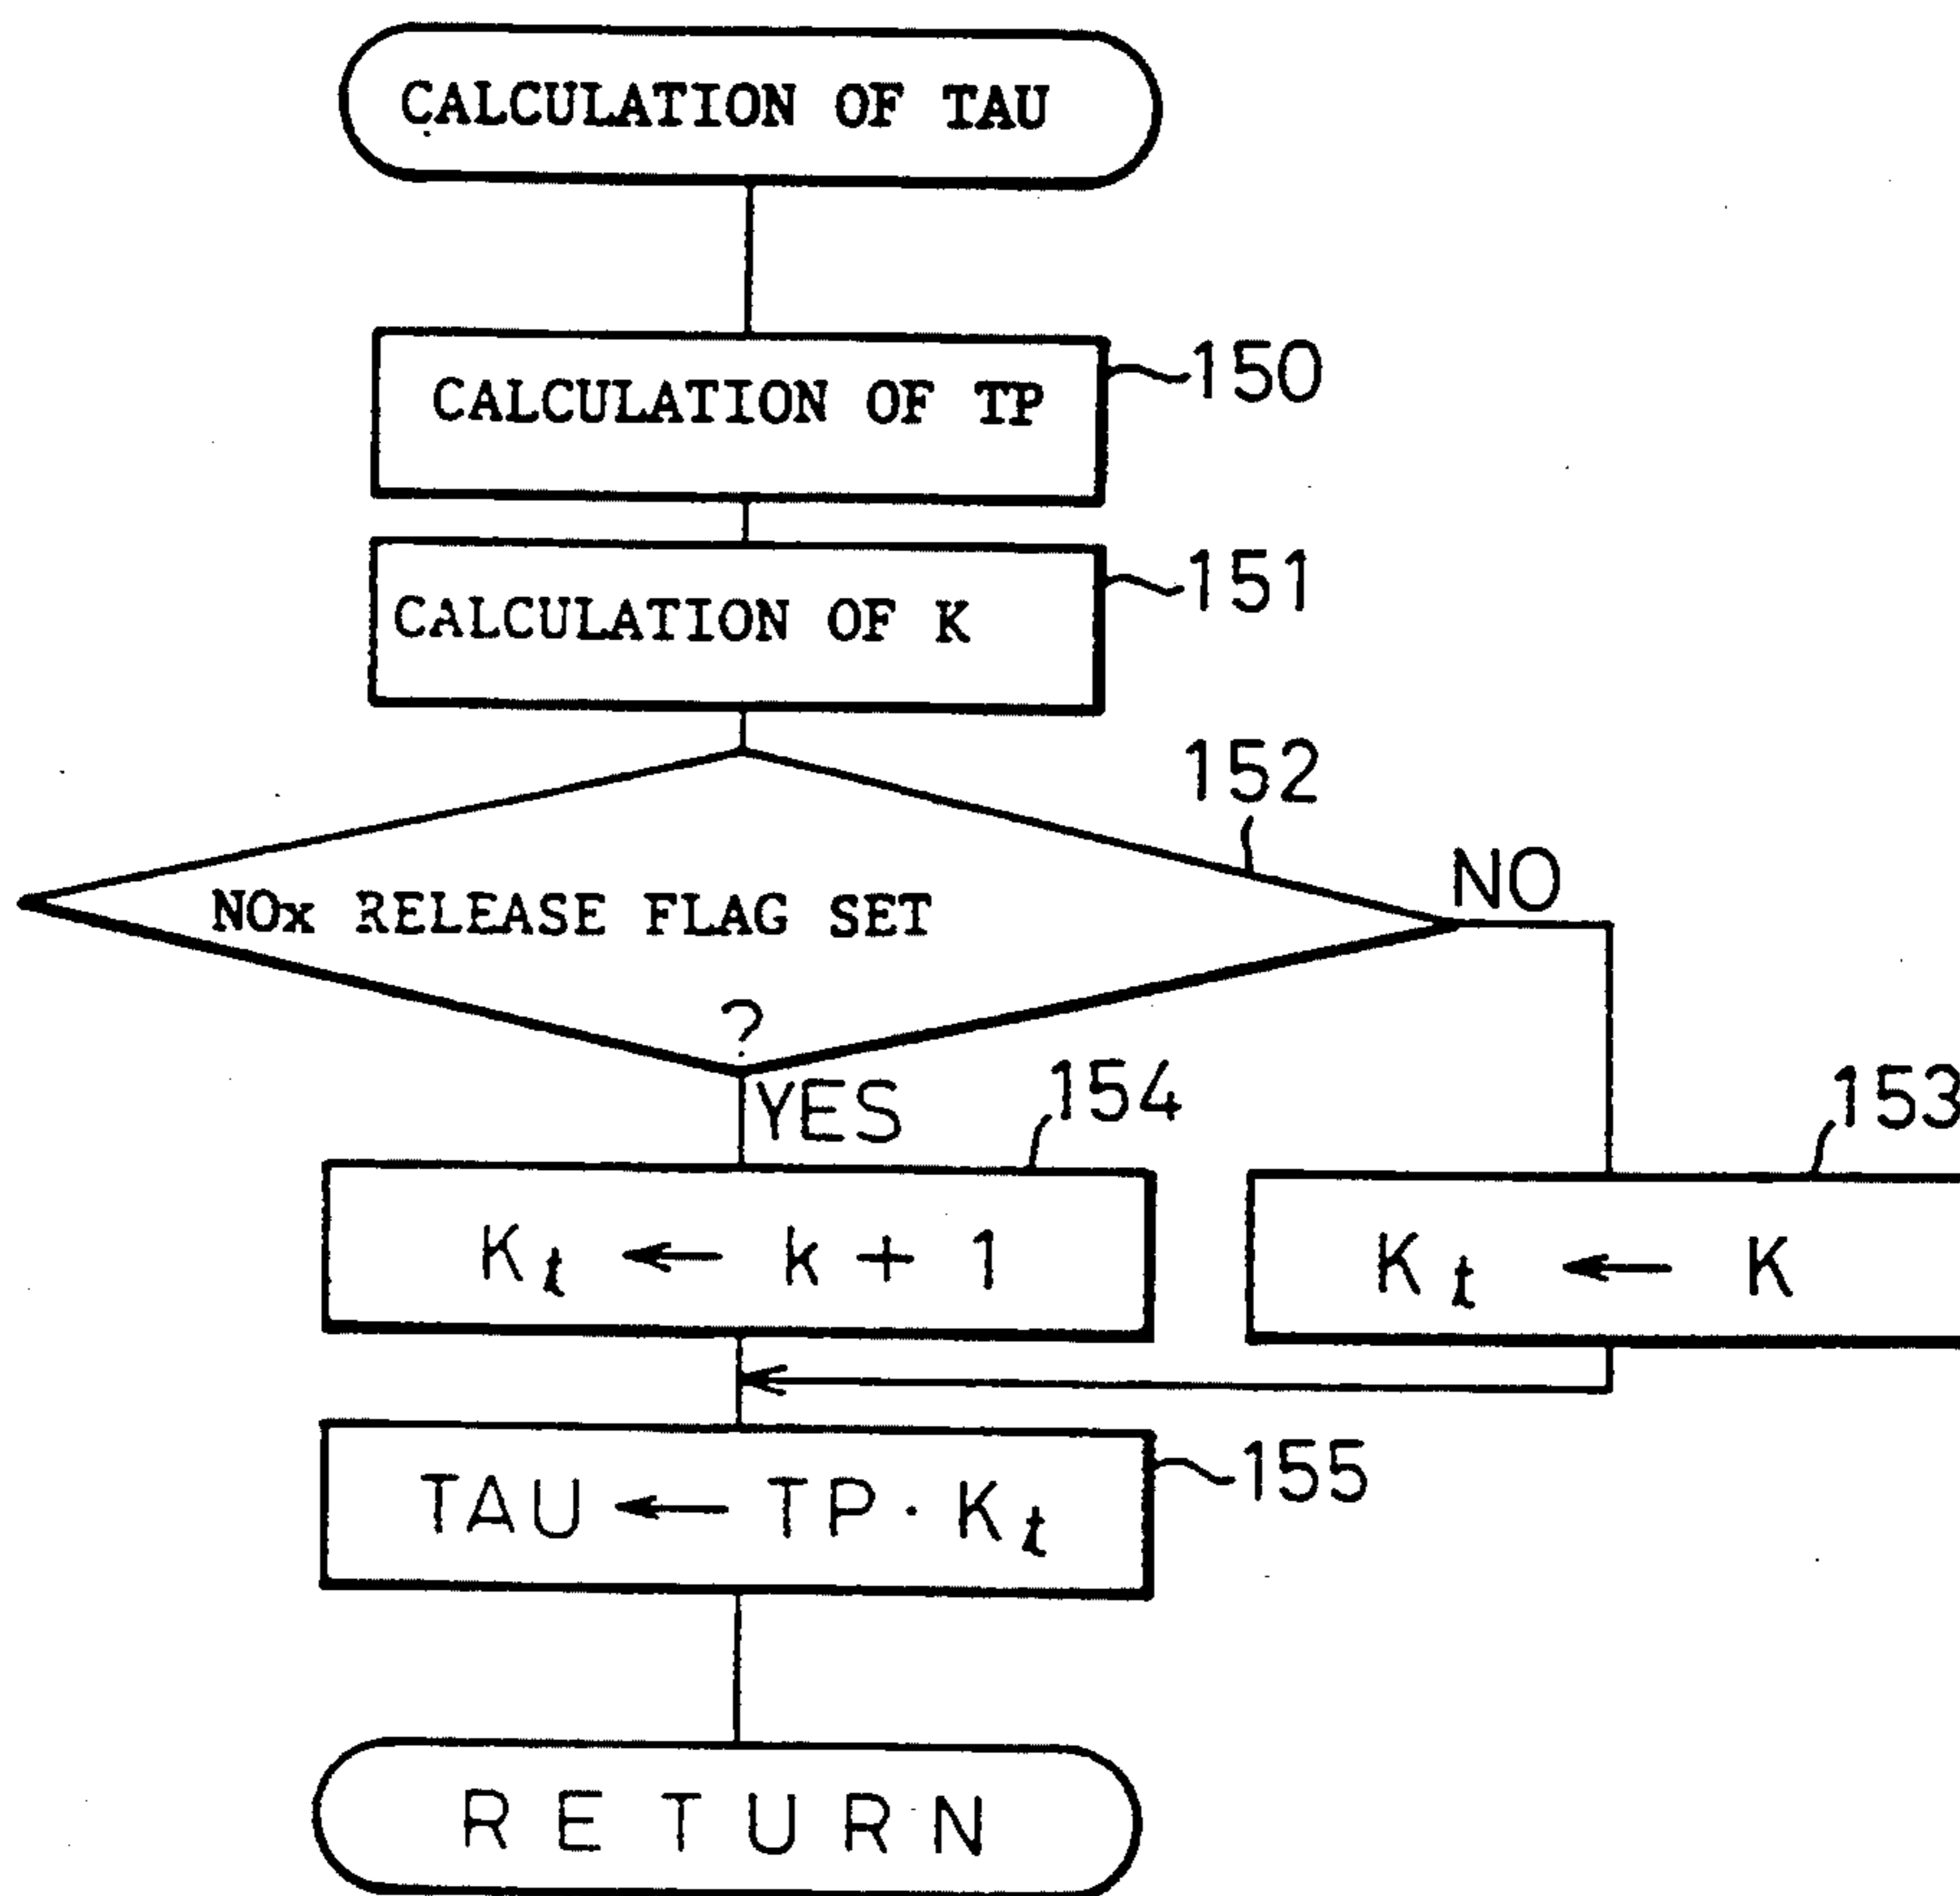 CALCULATION OF TAU
CALCULATION OF TP
150
CALCULATION OF K
151
152
NOx RELEASE FLAG SET
?
NO
YES
154
153
Kt ← k + 1
Kt ← K
TAU ← TP · Kt
155
RETURN